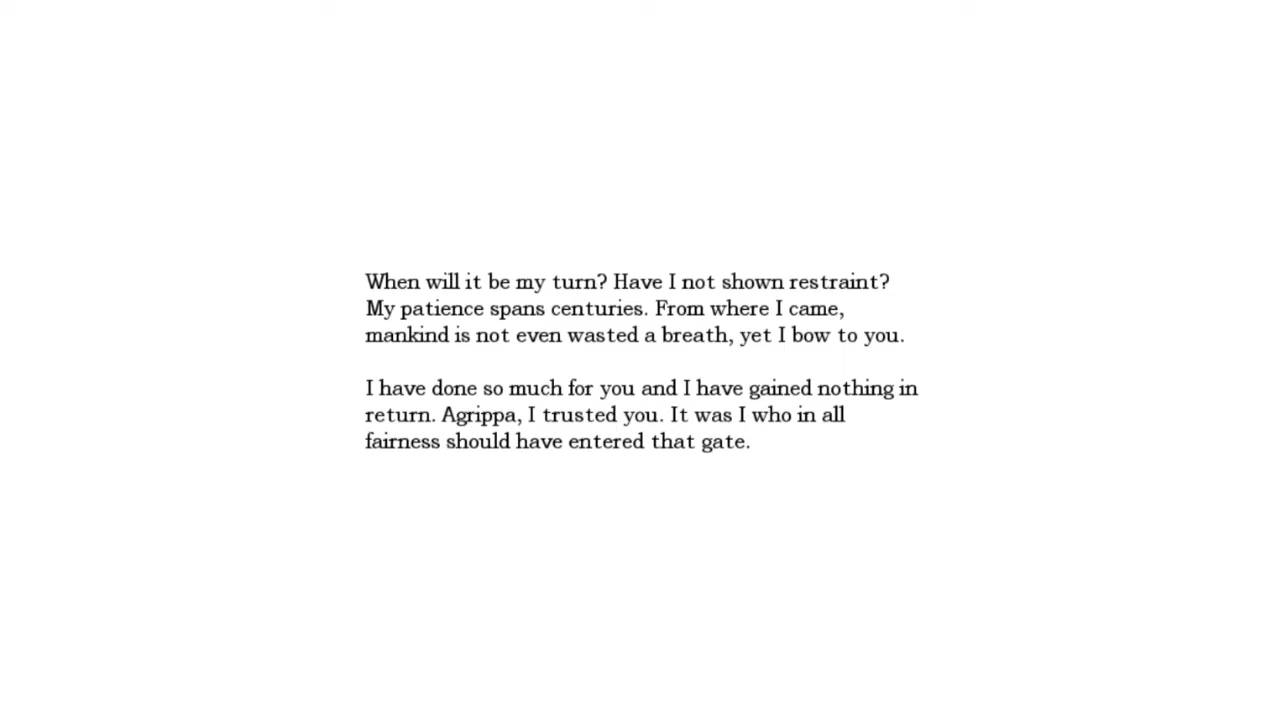 When will it be my turn? Have I not shown restraint?
My patience spans centuries. From where I came,
mankind is not even wasted a breath, yet I bow to you.
I have done so much for you and I have gained nothing in
return. Agrippa, I trusted you. It was I who in all
fairness should have entered that gate.